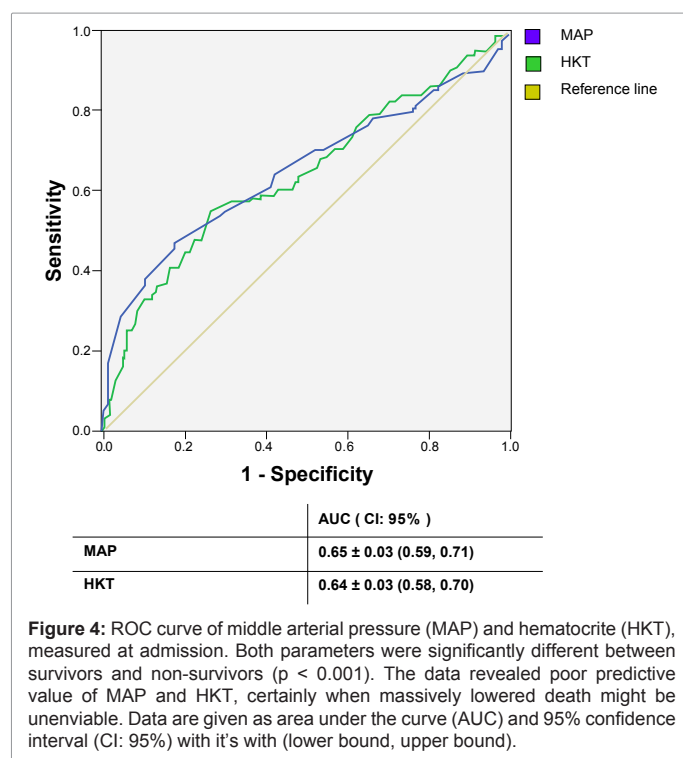 1.0
0.8
0.6
0.4
0.2
0.0
Sensitivity
0.0 0.2 0.4 0.6 0.8 1.0
1 - Specificity
MAP
HKT
Reference line
AUC ( CI: 95% )
MAP 0.65 ± 0.03 (0.59, 0.71)
HKT 0.64 ± 0.03 (0.58, 0.70)
Figure 4: ROC curve of middle arterial pressure (MAP) and hematocrite (HKT),
measured at admission. Both parameters were significantly different between
survivors and non-survivors (p < 0.001). The data revealed poor predictive
value of MAP and HKT, certainly when massively lowered death might be
unenviable. Data are given as area under the curve (AUC) and 95% confidence
interval (CI: 95%) with it's with (lower bound, upper bound).